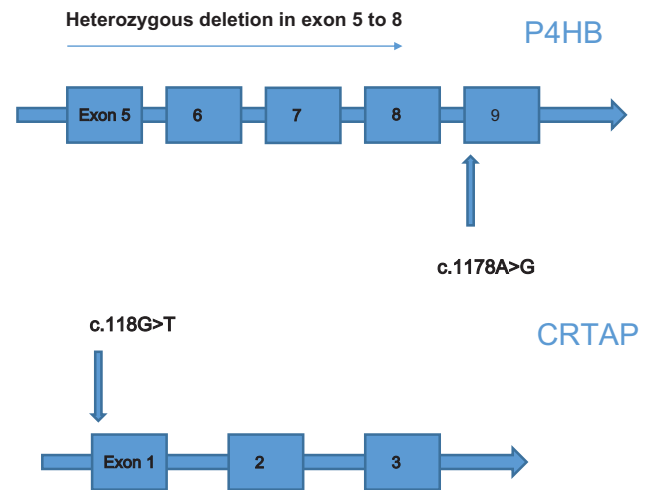 Heterozygous deletion in exon 5 to 8
P4HB
Exon 5 6 7 8 9
c.1178A>G
c.118G>T
CRTAP
Exon 1 2 3